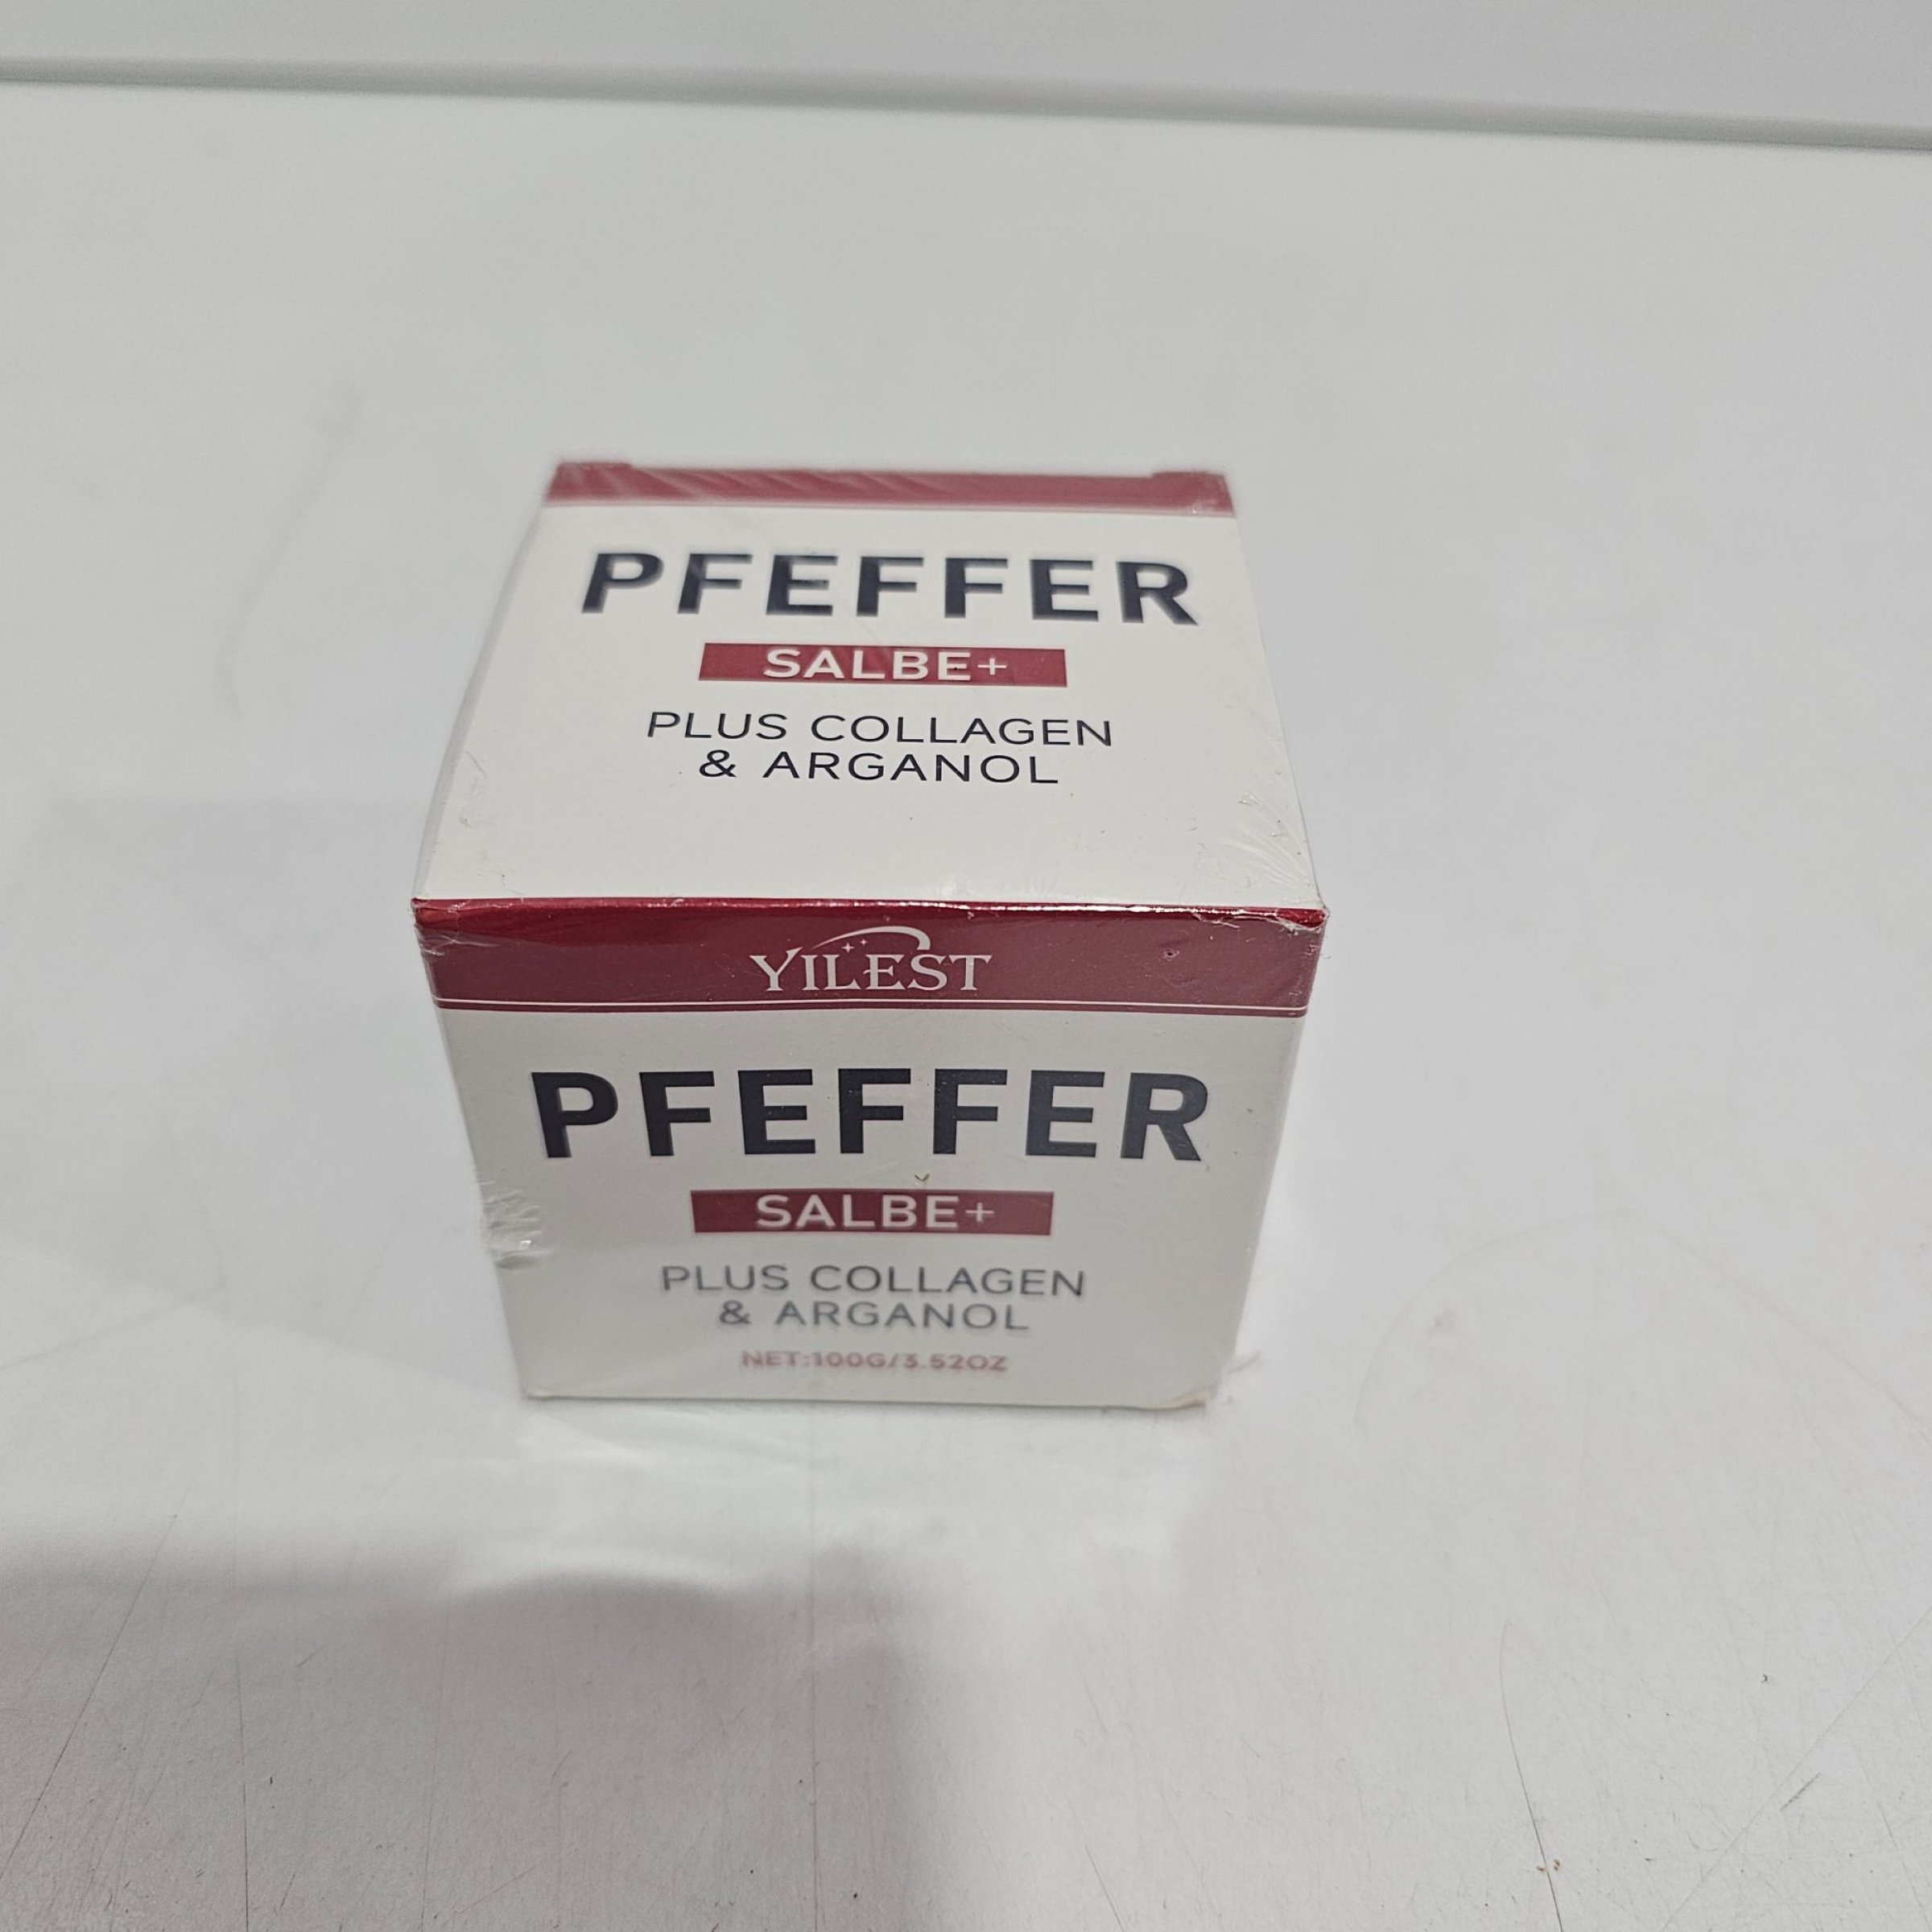 PFEFFER
SALBE+
PLUS COLLAGEN
& ARGANOL
YILEST
PFEFFER
SALBE+
PLUS COLLAGEN
& ARGANOL
NET:100G/3.52OZ